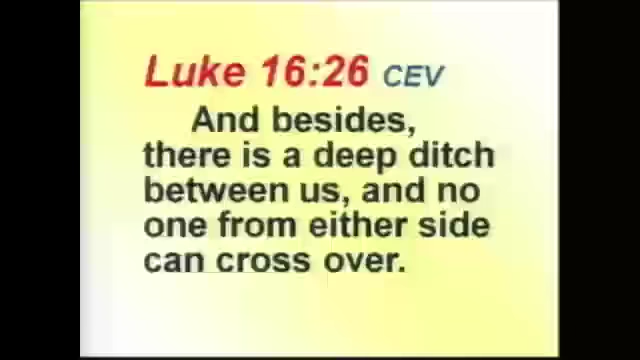 Luke 16:26 CEV
And besides,
there is a deep ditch
between us, and no
one from either side
can cross over.